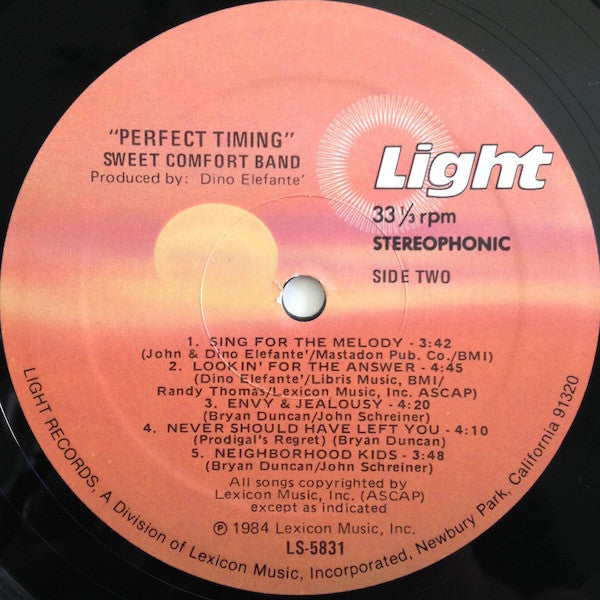 "PERFECT TIMING"
SWEET COMFORT BAND
Produced by: Dino Elefante'
Light
33 1/3 rpm
STEREOPHONIC
SIDE TWO
1. SING FOR THE MELODY - 3:42
(John & Dino Elefante'/Mastadon Pub. Co./BMI)
2. LOOKIN' FOR THE ANSWER - 4:45
(Dino Elefante'/Libris Music, BMI/
Randy Thomas/Lexicon Music, Inc. ASCAP)
3. ENVY & JEALOUSY - 4:20
(Bryan Duncan/John Schreiner)
4. NEVER SHOULD HAVE LEFT YOU - 4:10
(Prodigal's Regret) (Bryan Duncan)
5. NEIGHBORHOOD KIDS - 3:48
(Bryan Duncan/John Schreiner)
All songs copyrighted by
Lexicon Music, Inc. (ASCAP)
except as indicated
℗ 1984 Lexicon Music, Inc.
LS-5831
LIGHT RECORDS, A Division of Lexicon Music, Incorporated, Newbury Park, California 91320